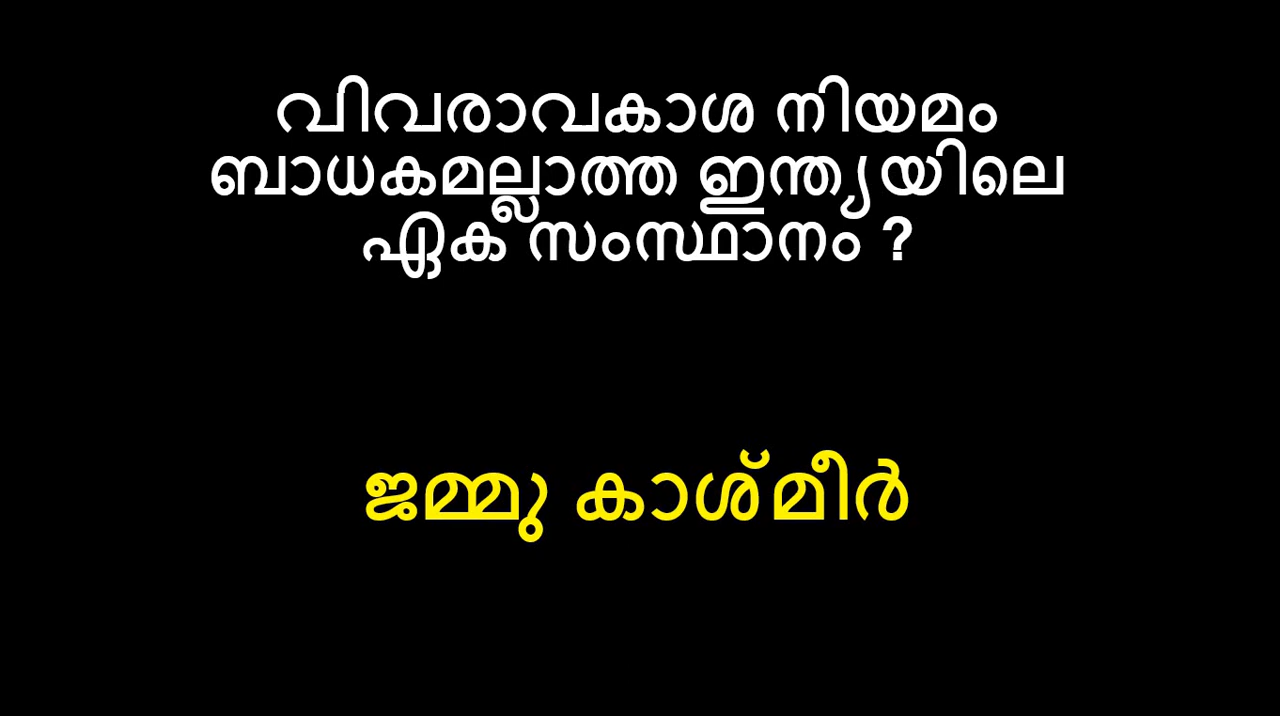 വിവരാവകാശ നിയമം
ബാധകമല്ലാത്ത ഇന്ത്യയിലെ
ഏക സംസ്ഥാനം ?
ജമ്മു കാശ്മീർ